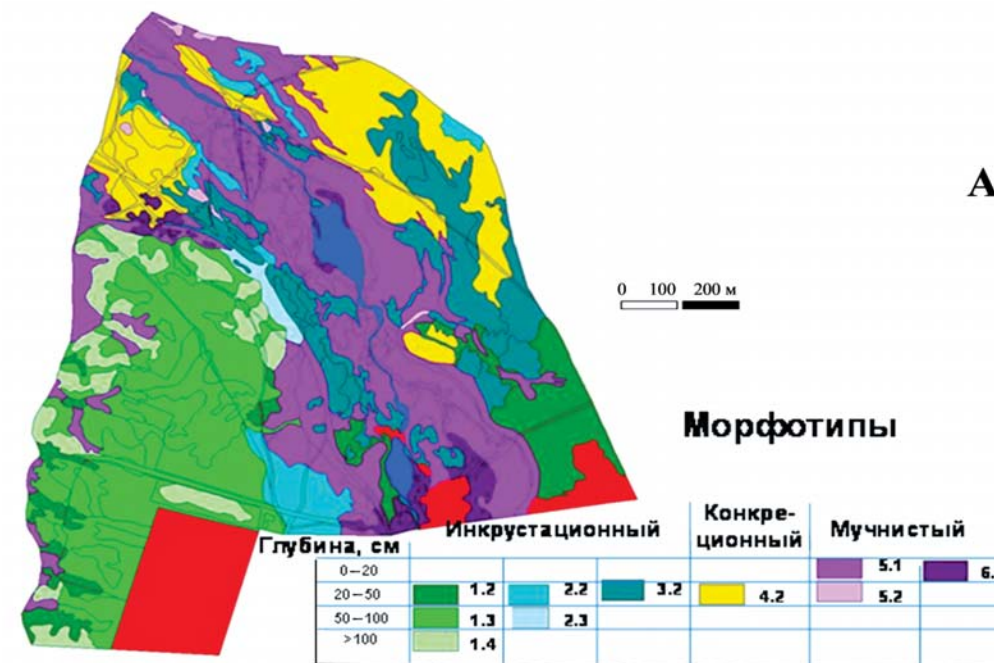 А
0 100 200 м
Морфотипы
Глубина, см
Инкрустационный
Конкре-
ционный
Мучнистый
0–20 5.1 6.
20–50 1.2 2.2 3.2 4.2 5.2
50–100 1.3 2.3
>100 1.4